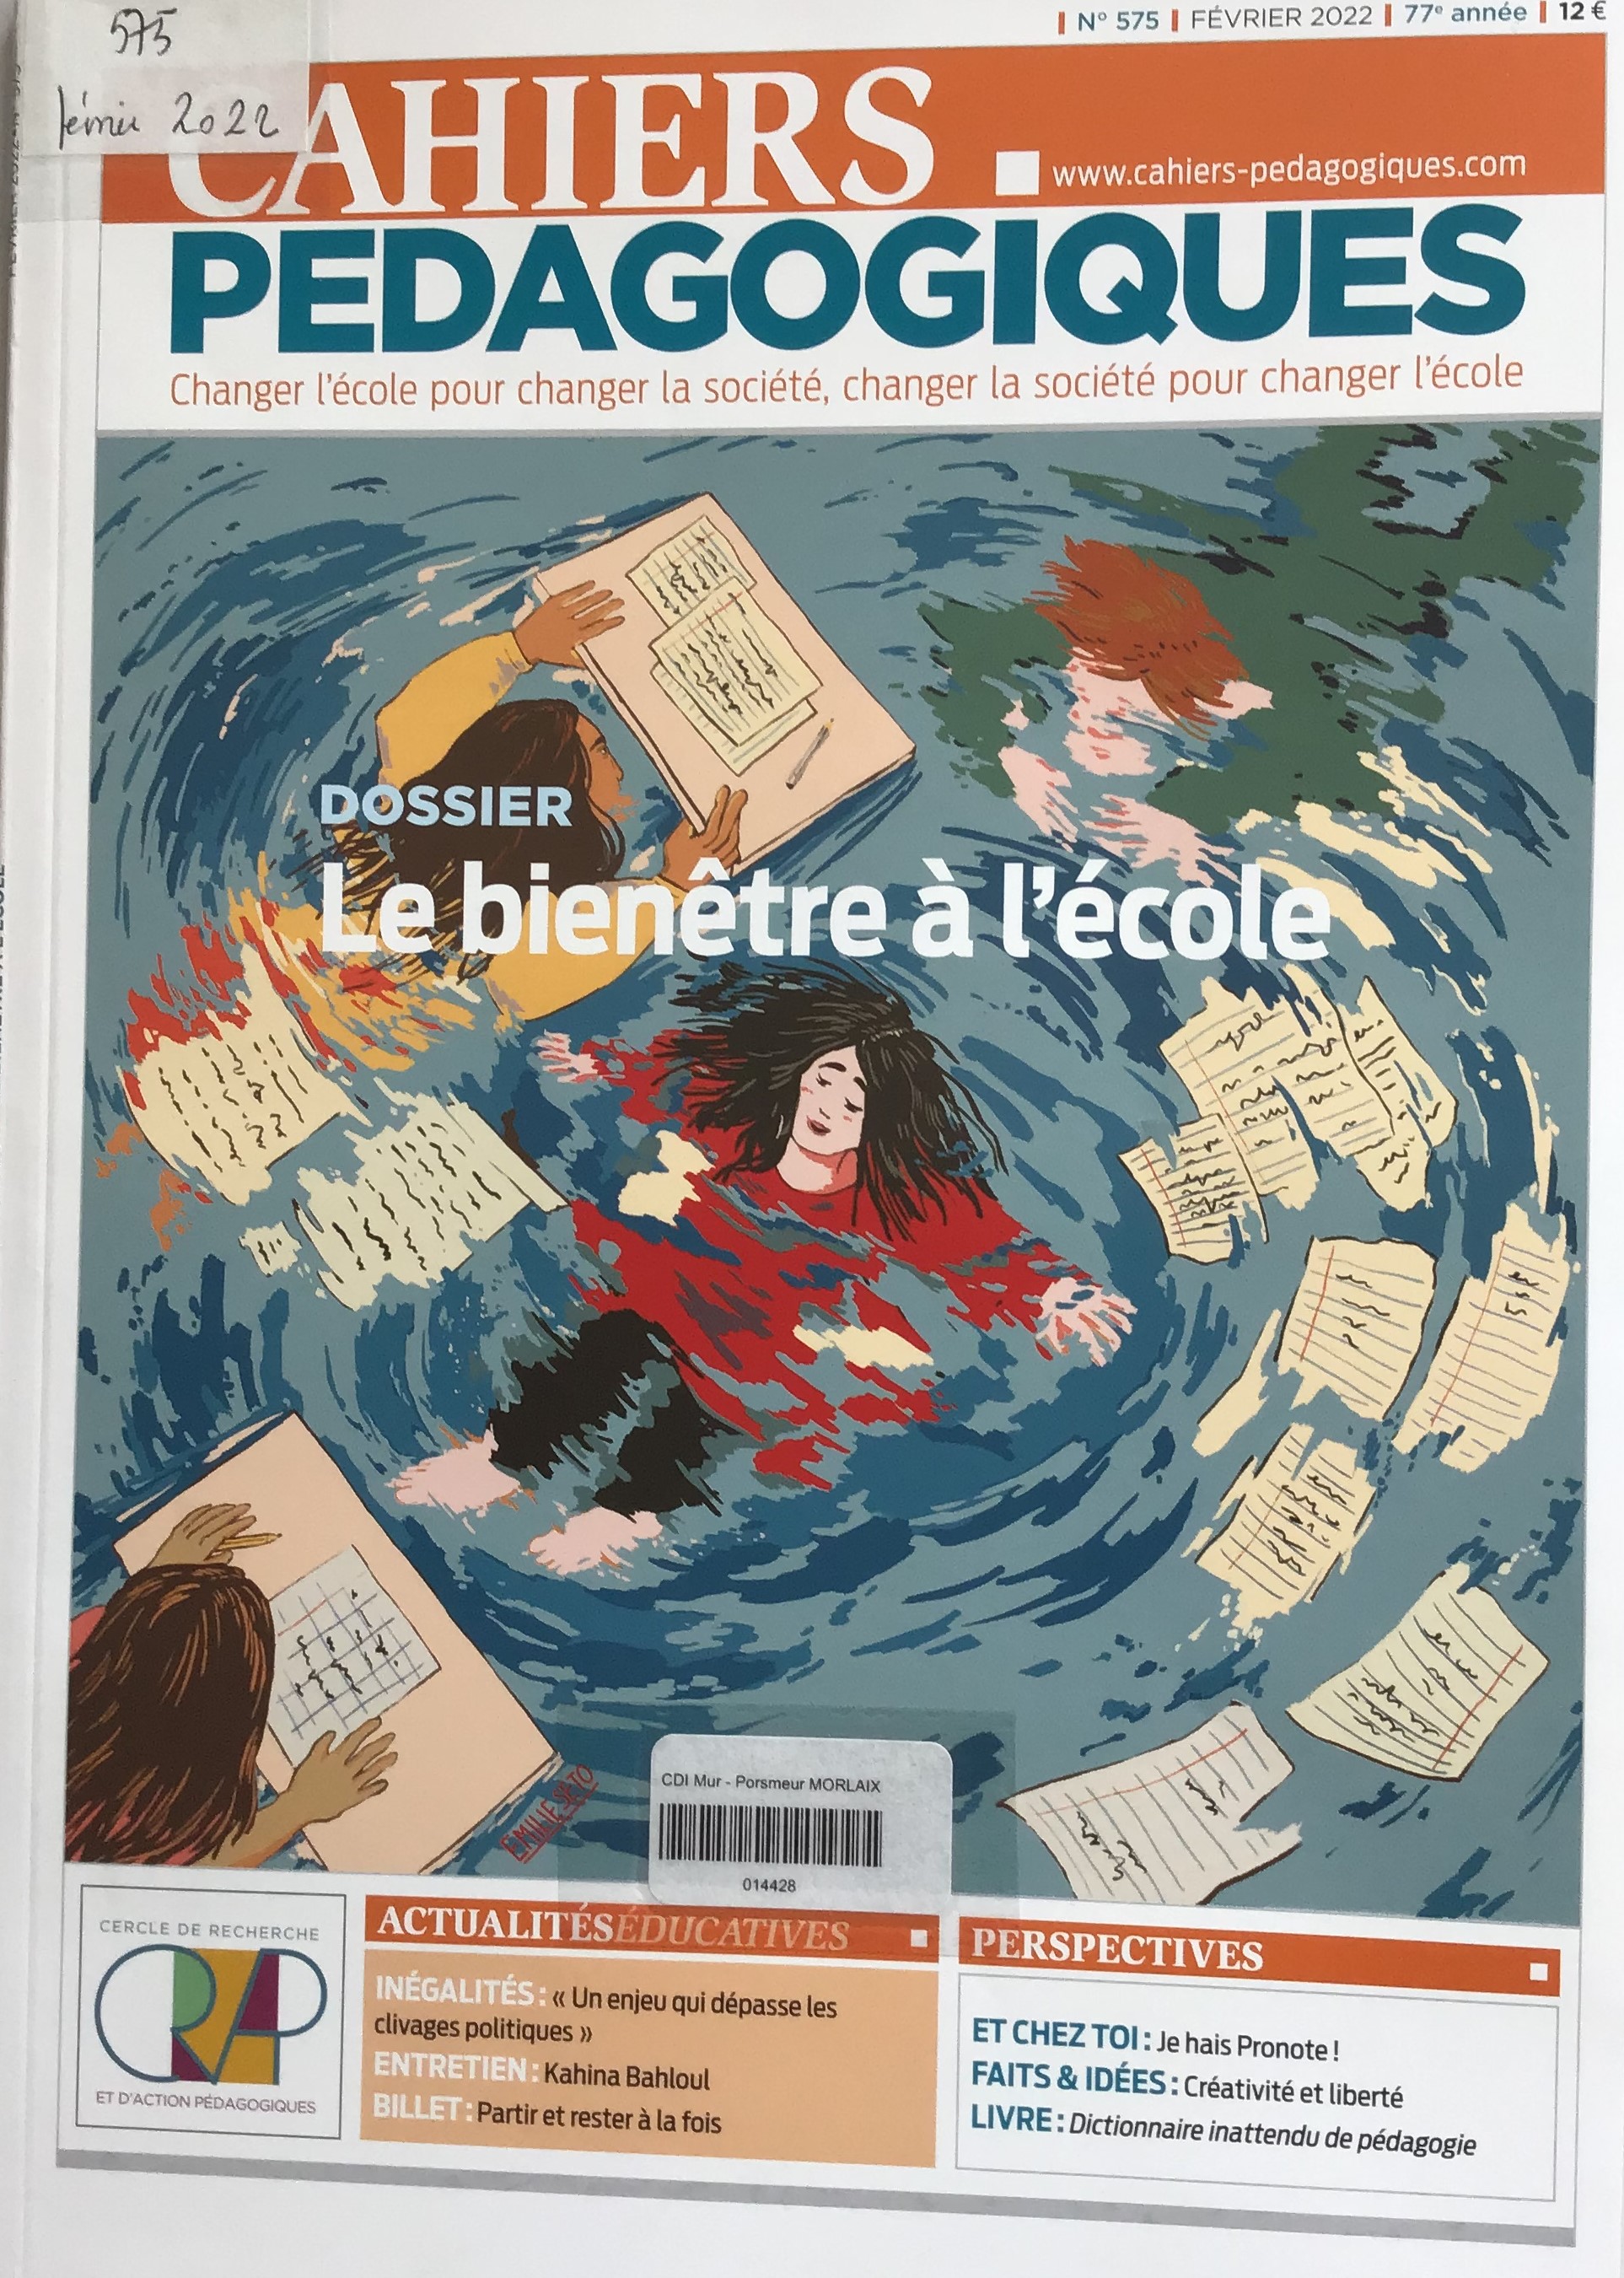 575
février 2022
N° 575 | FÉVRIER 2022 | 77e année | 12 €
CAHIERS
www.cahiers-pedagogiques.com
PEDAGOGIQUES
Changer l'école pour changer la société, changer la société pour changer l'école
DOSSIER
Le bienêtre à l'école
EMILIE SETO
CDI Mur - Porsmeur MORLAIX
014428
CERCLE DE RECHERCHE
CRAP
ET D'ACTION PÉDAGOGIQUES
ACTUALITÉSÉDUCATIVES
INÉGALITÉS : « Un enjeu qui dépasse les
clivages politiques »
ENTRETIEN : Kahina Bahloul
BILLET : Partir et rester à la fois
PERSPECTIVES
ET CHEZ TOI : Je hais Pronote !
FAITS & IDÉES : Créativité et liberté
LIVRE : Dictionnaire inattendu de pédagogie